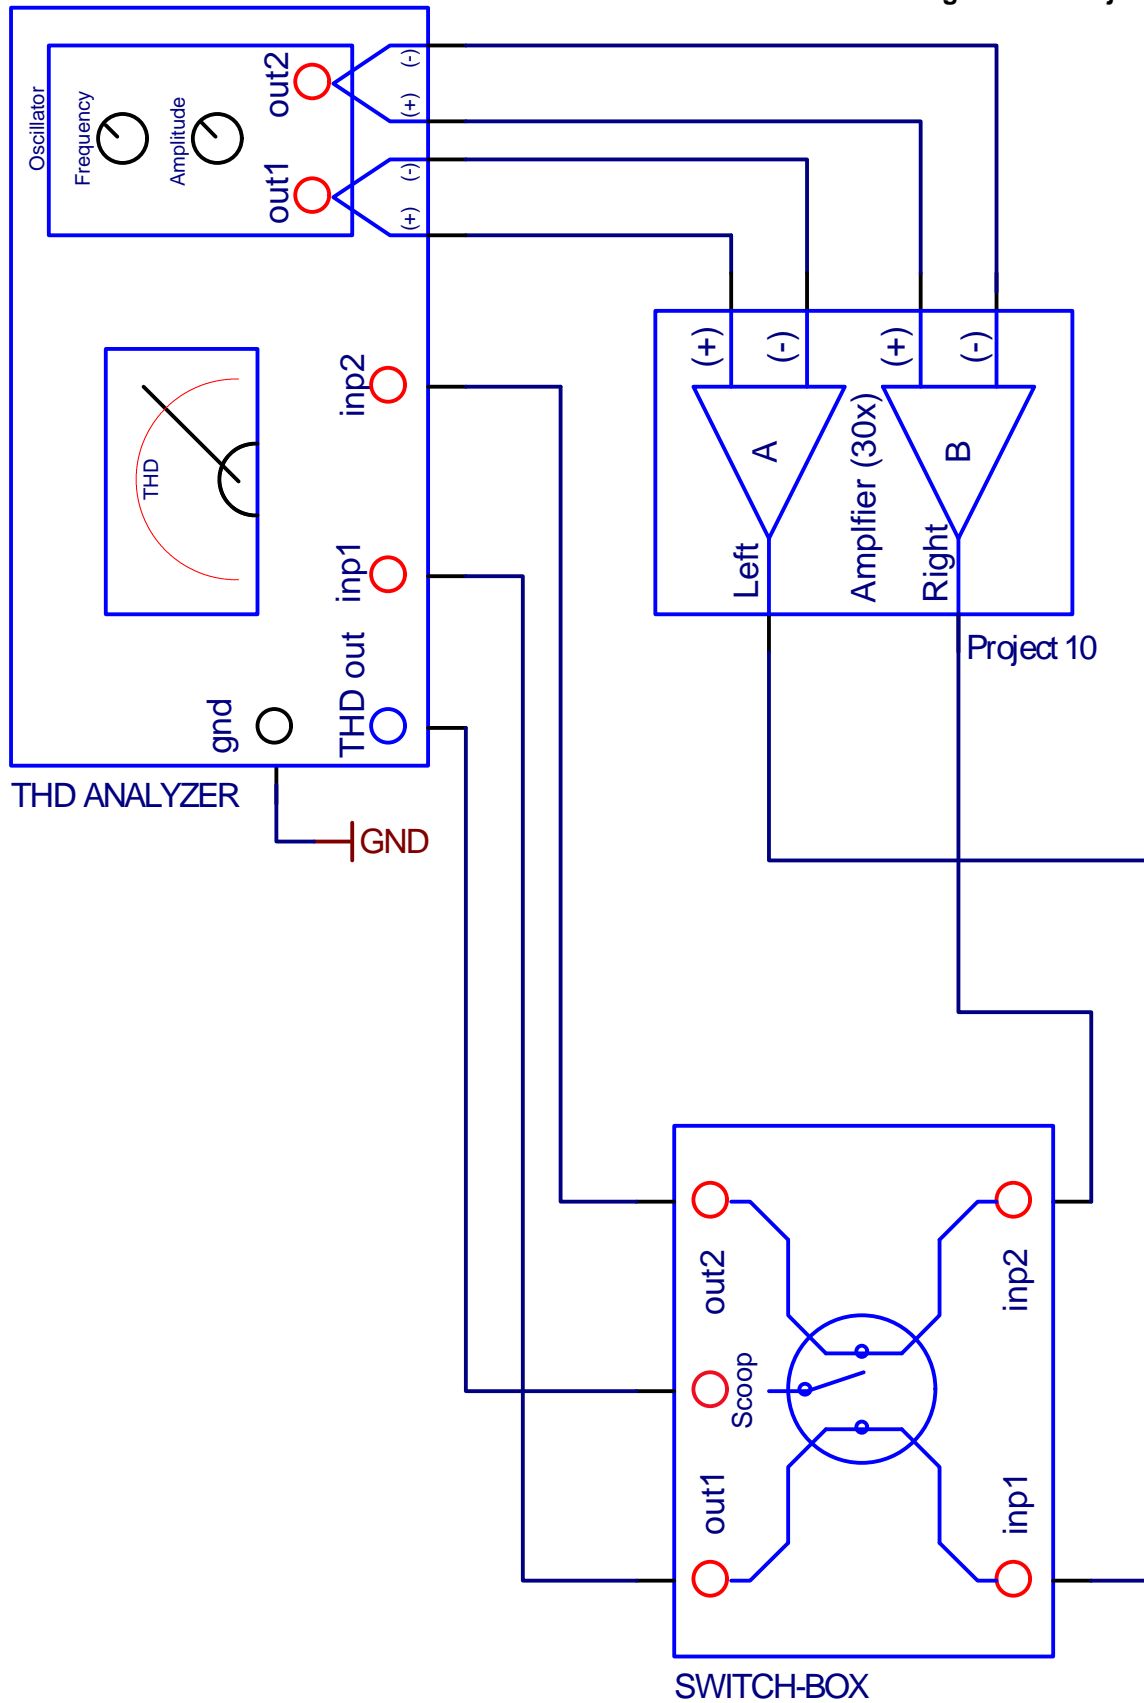 Oscillator
Frequency
Amplitude
out2
out1
(-)
(+)
(-)
(+)
THD
inp2
inp1
THD out
gnd
THD ANALYZER
GND
(+)
(-)
(+)
(-)
A
B
Amplfier (30x)
Left
Right
Project 10
out2
Scoop
out1
inp2
inp1
SWITCH-BOX